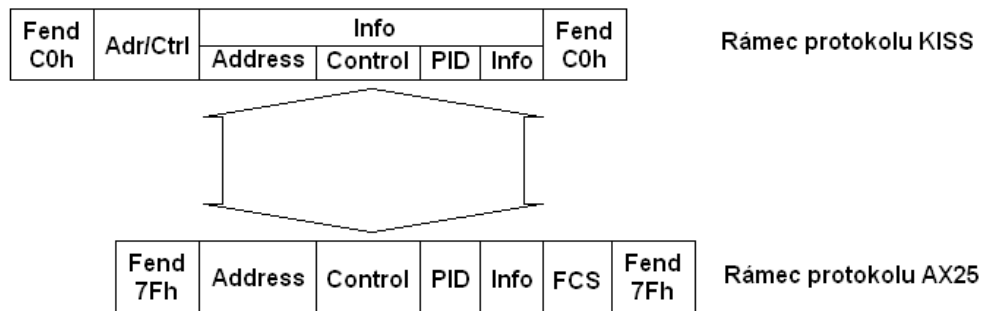 Fend C0h
Adr/Ctrl
Info
Address Control PID Info
Fend C0h
Rámec protokolu KISS
Fend 7Fh
Address Control PID Info FCS
Fend 7Fh
Rámec protokolu AX25